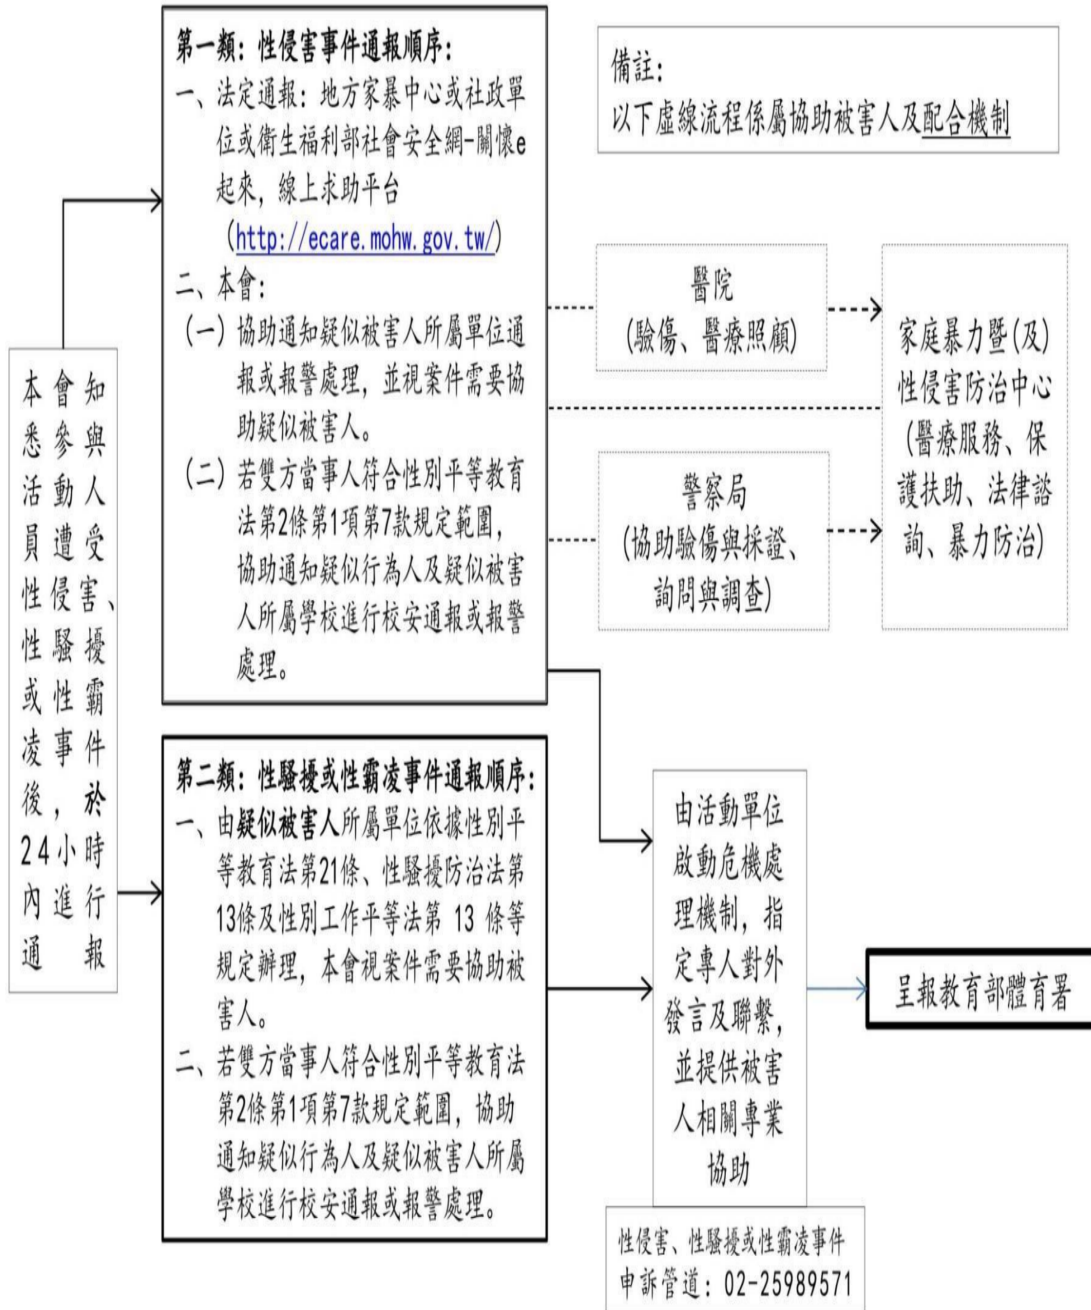 本會知
悉參與
活動人
員遭受
性侵害、
性騷擾
或性霸
凌事件
後，於
24小時
內進行
通報
第一類：性侵害事件通報順序：
一、法定通報：地方家暴中心或社政單
位或衛生福利部社會安全網-關懷e
起來，線上求助平台
(http://ecare.mohw.gov.tw/)
二、本會：
(一)協助通知疑似被害人所屬單位通
報或報警處理，並視案件需要協
助疑似被害人。
(二)若雙方當事人符合性別平等教育
法第2條第1項第7款規定範圍，
協助通知疑似行為人及疑似被害
人所屬學校進行校安通報或報警
處理。
備註：
以下虛線流程係屬協助被害人及配合機制
醫院
(驗傷、醫療照顧)
警察局
(協助驗傷與採證、
詢問與調查)
家庭暴力暨(及)
性侵害防治中心
(醫療服務、保
護扶助、法律諮
詢、暴力防治)
第二類：性騷擾或性霸凌事件通報順序：
一、由疑似被害人所屬單位依據性別平
等教育法第21條、性騷擾防治法第
13條及性別工作平等法第 13 條等
規定辦理，本會視案件需要協助被
害人。
二、若雙方當事人符合性別平等教育法
第2條第1項第7款規定範圍，協助
通知疑似行為人及疑似被害人所屬
學校進行校安通報或報警處理。
由活動單位
啟動危機處
理機制，指
定專人對外
發言及聯繫，
並提供被害
人相關專業
協助
呈報教育部體育署
性侵害、性騷擾或性霸凌事件
申訴管道：02-25989571